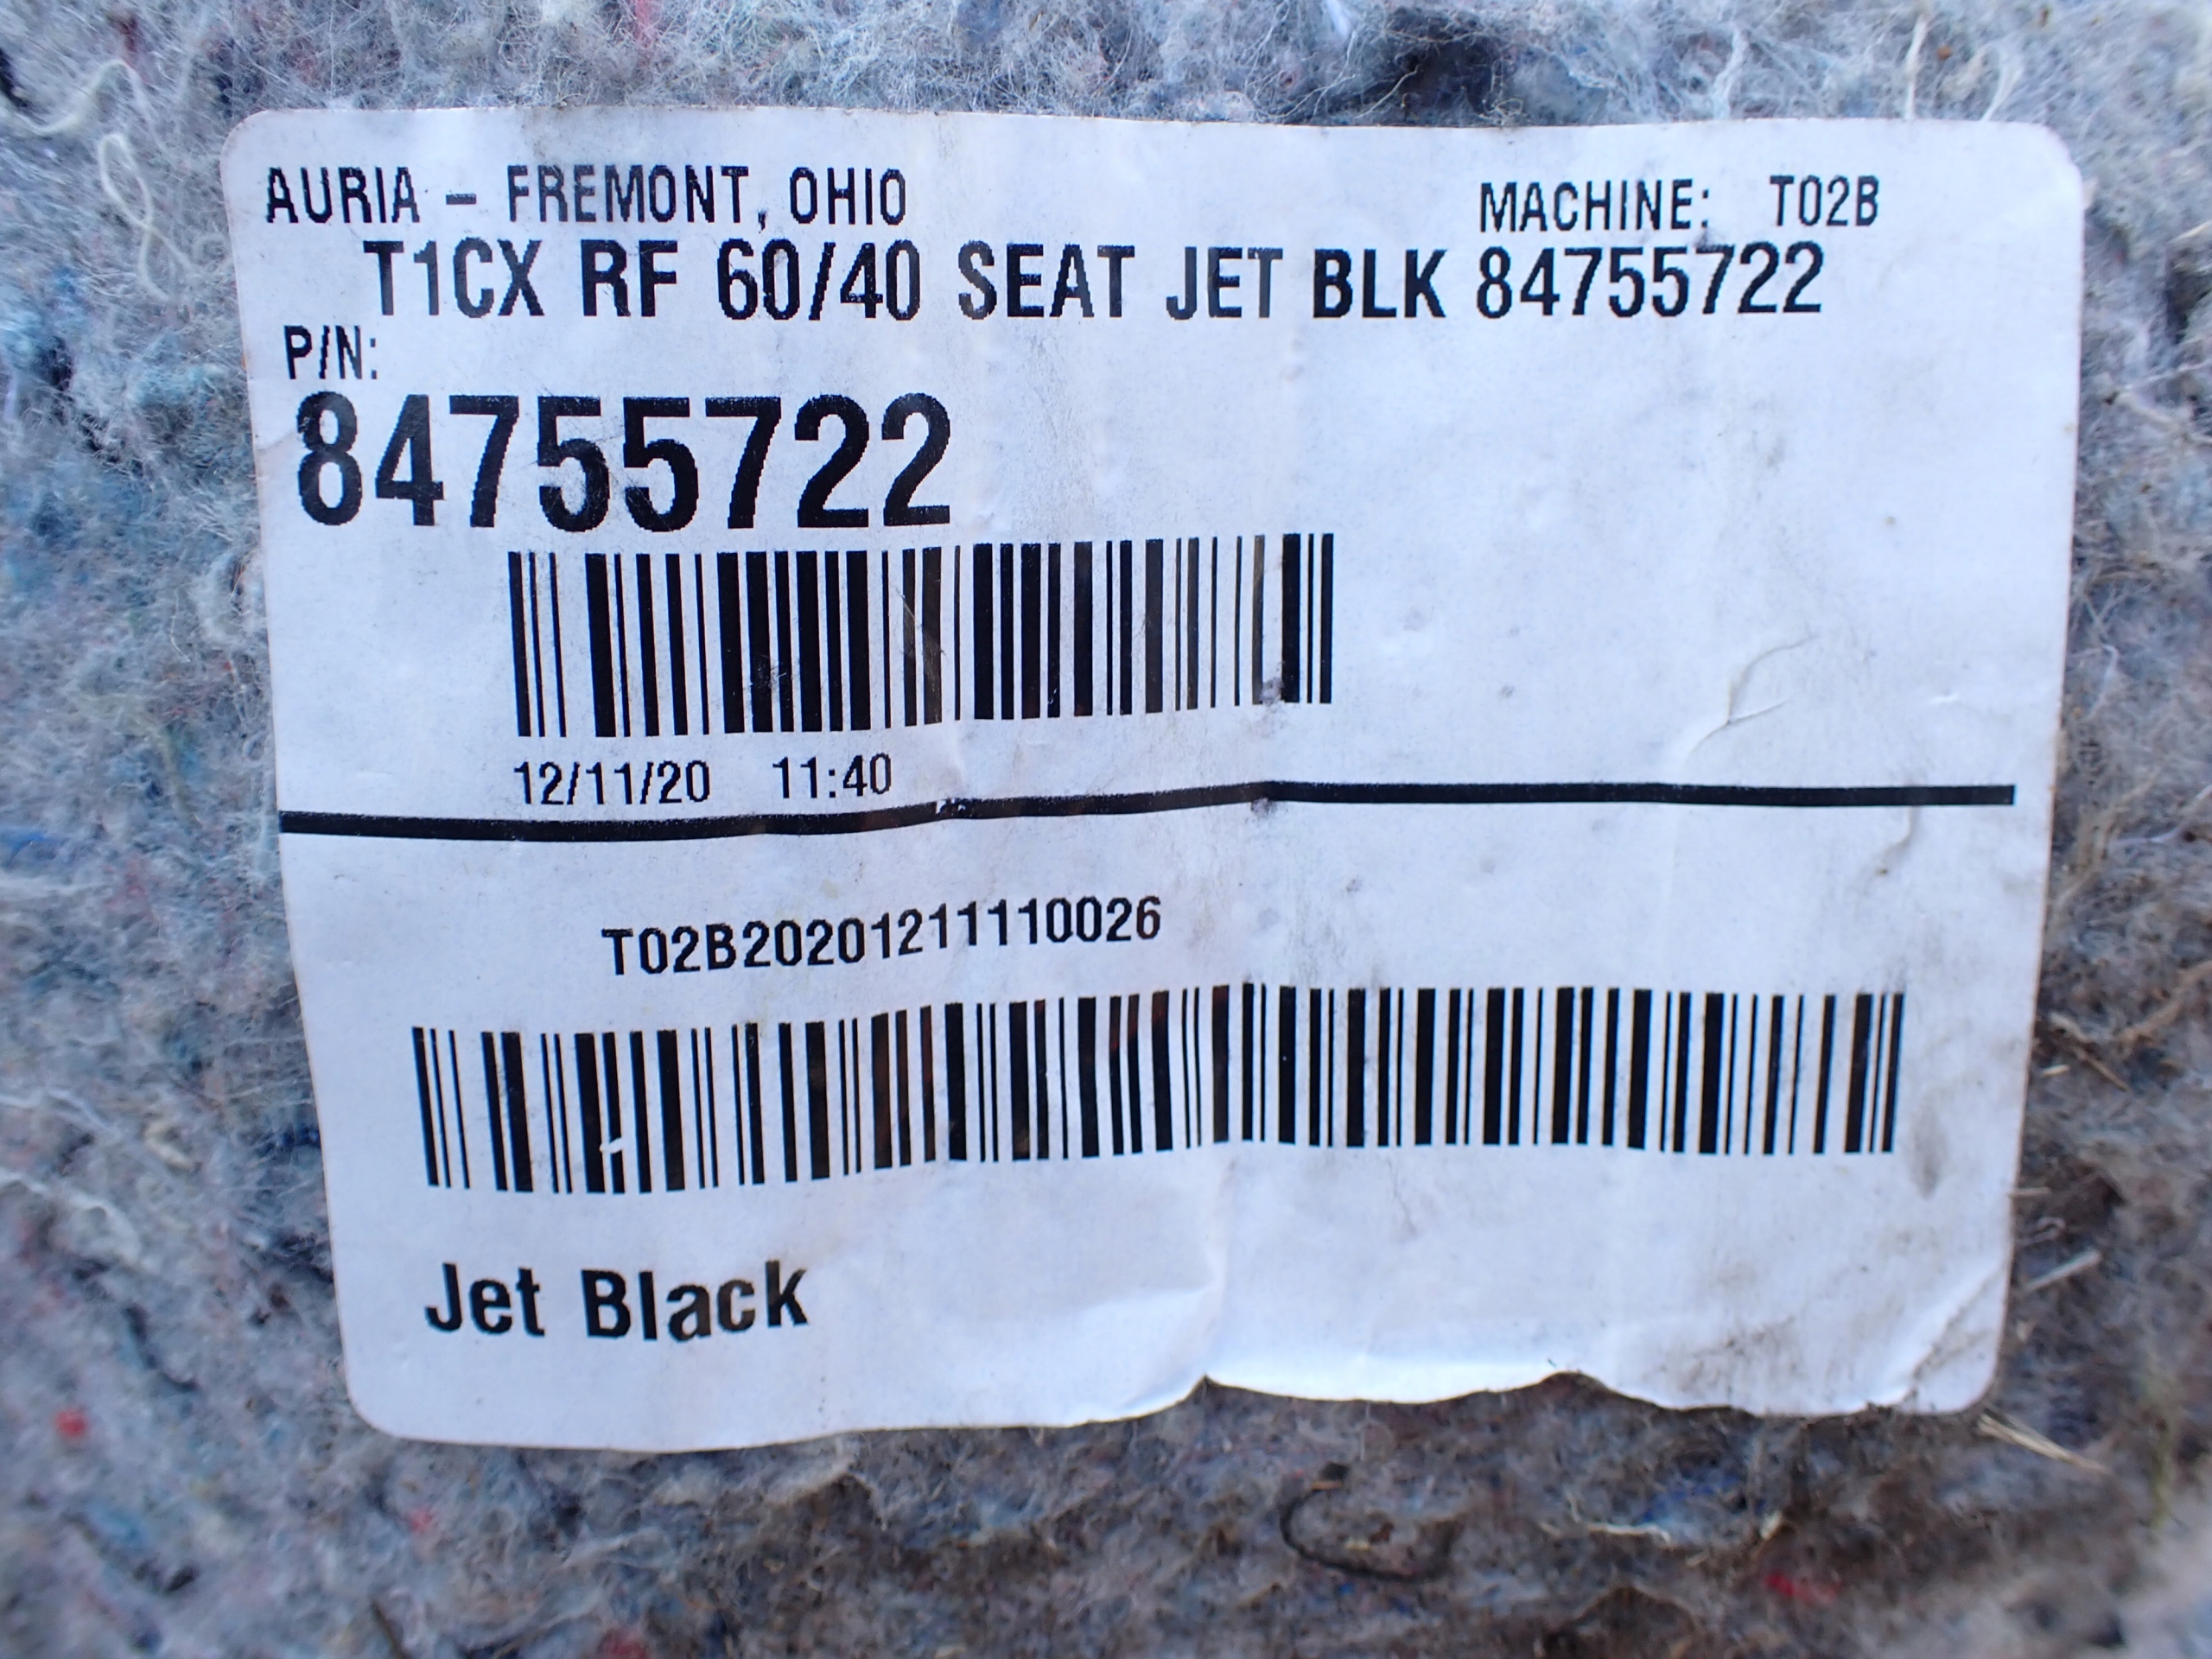 AURIA - FREMONT, OHIO MACHINE: T02B
T1CX RF 60/40 SEAT JET BLK 84755722
P/N:
84755722
12/11/20 11:40
T02B20201211110026
Jet Black